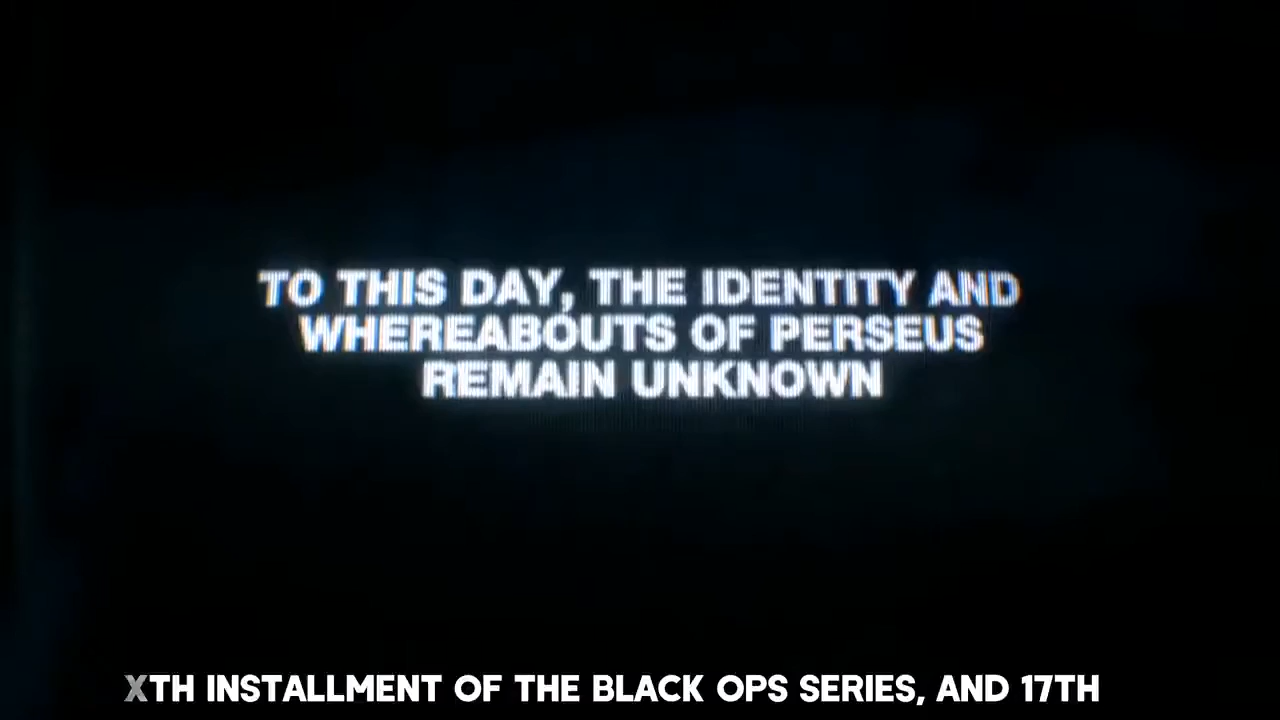 TO THIS DAY, THE IDENTITY AND
WHEREABOUTS OF PERSEUS
REMAIN UNKNOWN
XTH INSTALLMENT OF THE BLACK OPS SERIES, AND 17TH